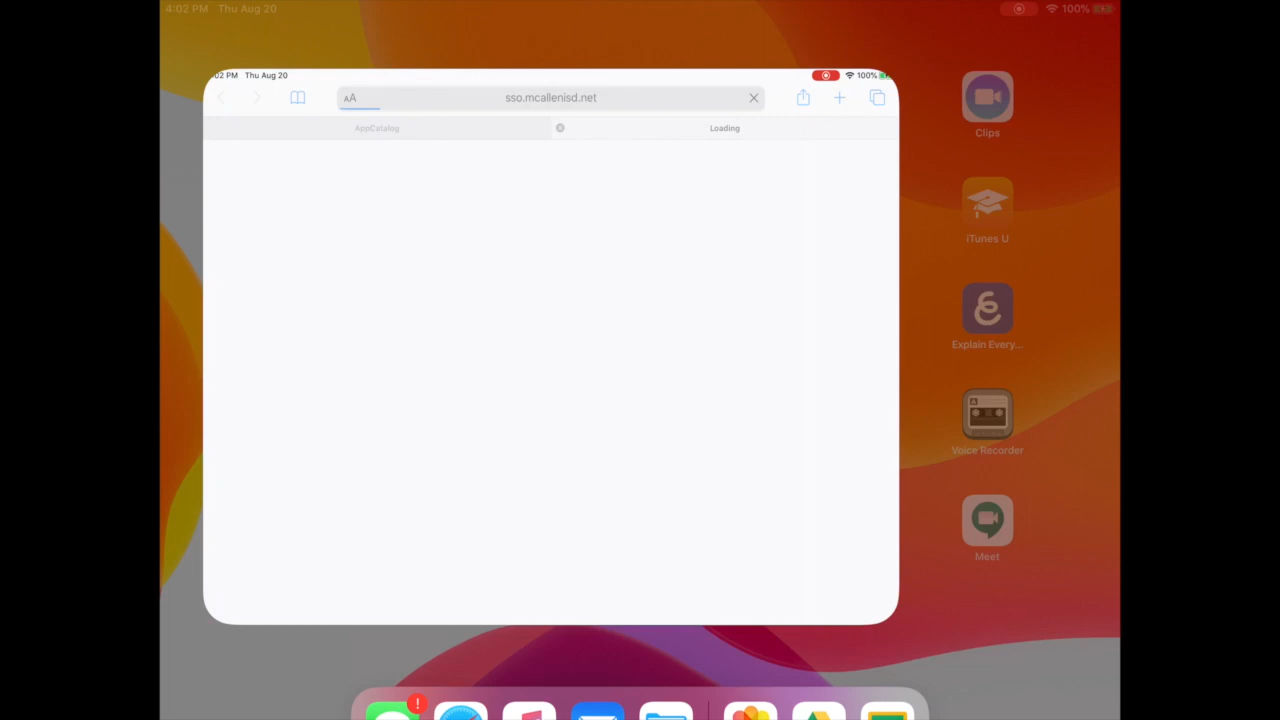 4:02 PM Thu Aug 20
100%
:02 PM Thu Aug 20
100%
AA
sso.mcallenisd.net
AppCatalog
Loading
Clips
iTunes U
Explain Every...
Voice Recorder
Meet
!